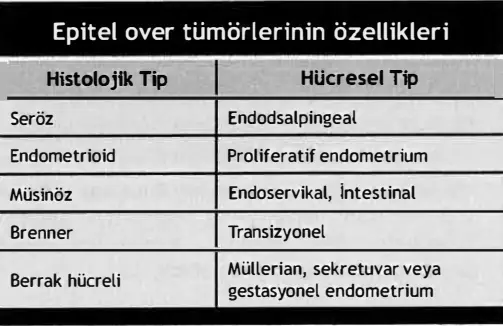 Epitel over tümörlerinin özellikleri
Histolojik Tip Hücresel Tip
Seröz Endodsalpingeal
Endometrioid Proliferatif endometrium
Müsinöz Endoservikal, İntestinal
Brenner Transizyonel
Berrak hücreli Müllerian, sekretuvar veya
gestasyonel endometrium